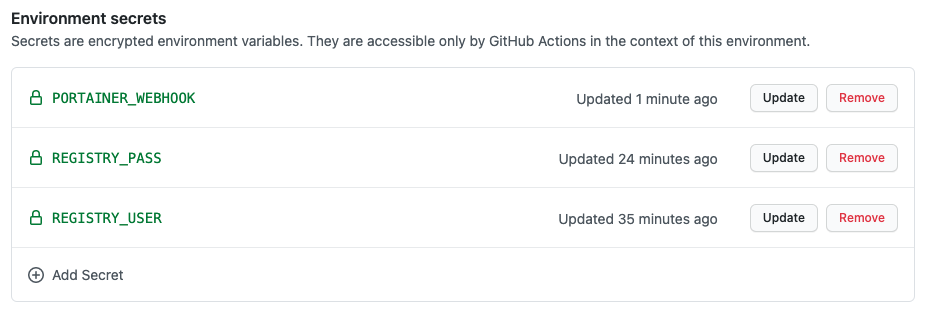 Environment secrets
Secrets are encrypted environment variables. They are accessible only by GitHub Actions in the context of this environment.
PORTAINER_WEBHOOK Updated 1 minute ago Update Remove
REGISTRY_PASS Updated 24 minutes ago Update Remove
REGISTRY_USER Updated 35 minutes ago Update Remove
Add Secret